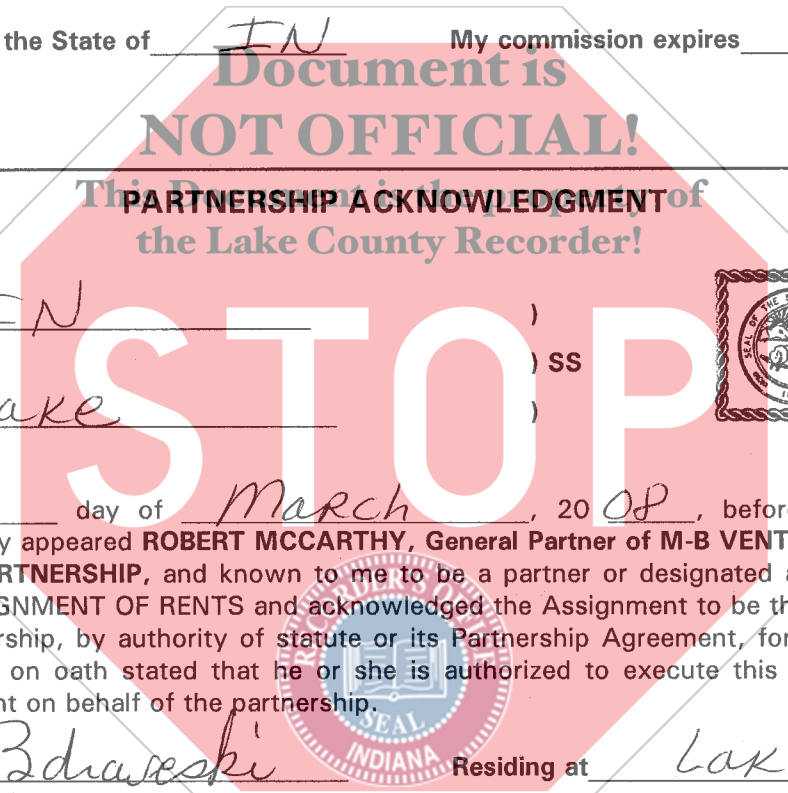 the State of IN My commission expires
Document is
NOT OFFICIAL!
This Document is the property of
PARTNERSHIP ACKNOWLEDGMENT
the Lake County Recorder!
IN )
) SS
ake )
STOP
day of March, 20 08, before
y appeared ROBERT MCCARTHY, General Partner of M-B VENT
RTNERSHIP, and known to me to be a partner or designated a
GNMENT OF RENTS and acknowledged the Assignment to be th
rship, by authority of statute or its Partnership Agreement, for
on oath stated that he or she is authorized to execute this
nt on behalf of the partnership.
SEAL
INDIANA
Residing at Lak
SEAL OF THE S